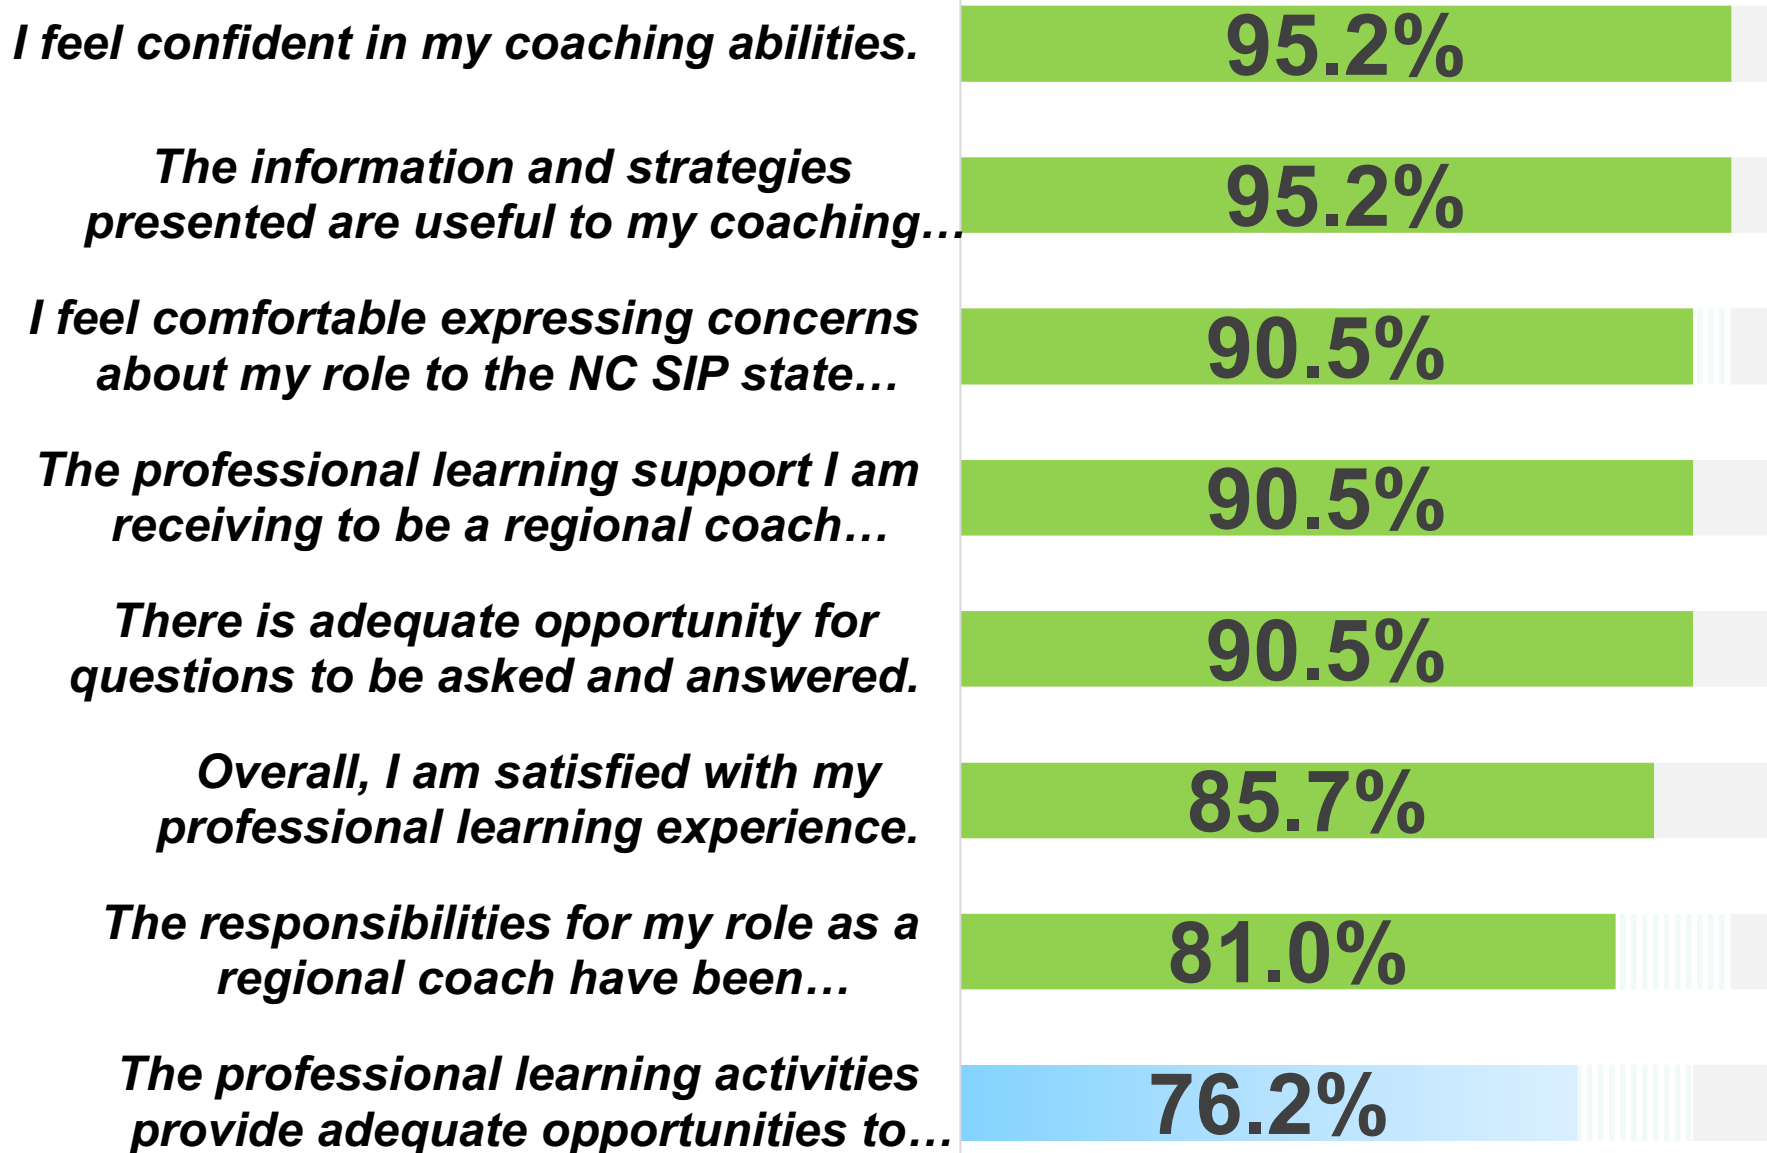 I feel confident in my coaching abilities.
95.2%
The information and strategies
presented are useful to my coaching…
95.2%
I feel comfortable expressing concerns
about my role to the NC SIP state…
90.5%
The professional learning support I am
receiving to be a regional coach…
90.5%
There is adequate opportunity for
questions to be asked and answered.
90.5%
Overall, I am satisfied with my
professional learning experience.
85.7%
The responsibilities for my role as a
regional coach have been…
81.0%
The professional learning activities
provide adequate opportunities to…
76.2%